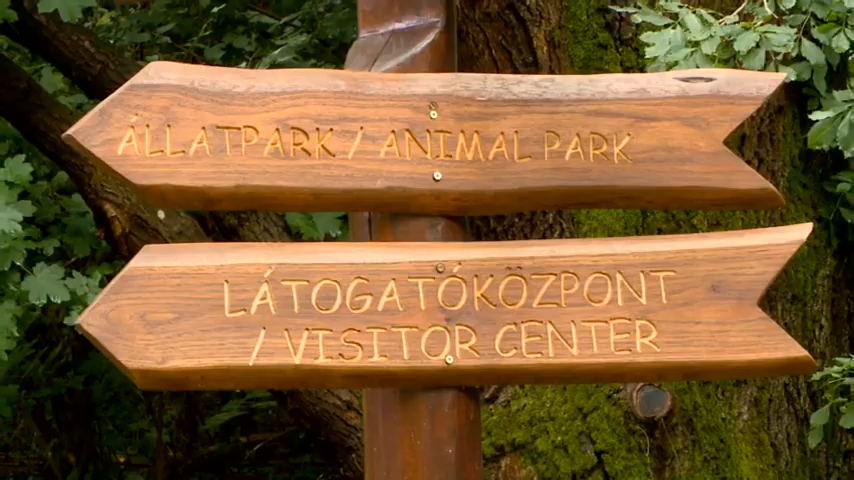 Állatpark / Animal Park
Látogatóközpont
/ Visitor Center